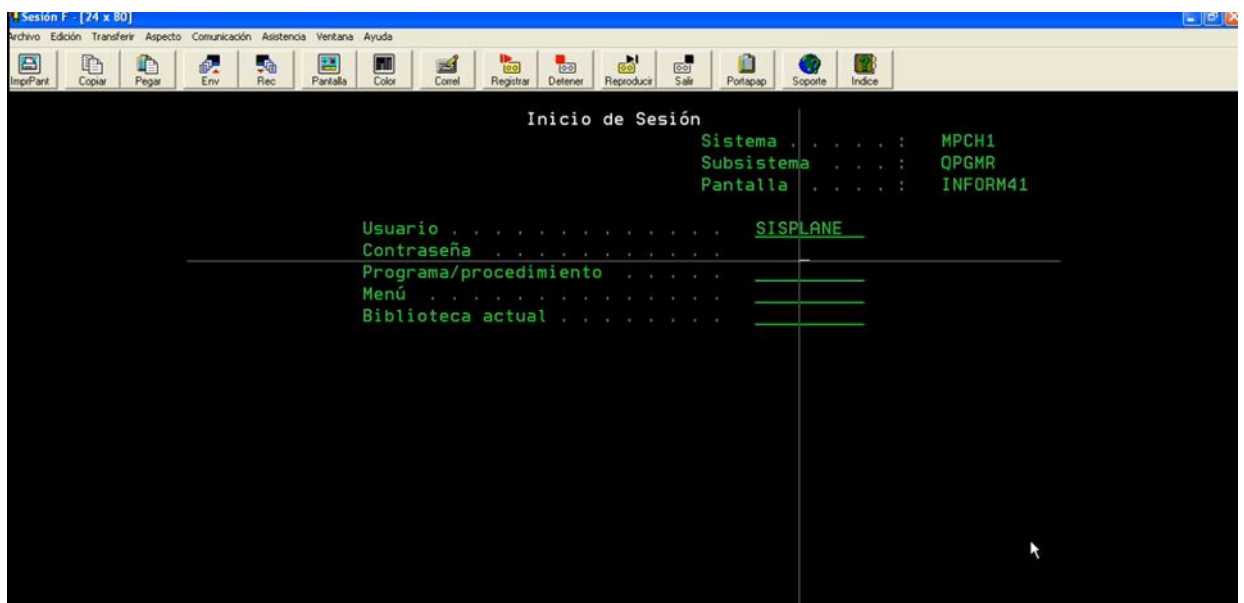 Sesión F - [24 x 80]
Archivo Edición Transferir Aspecto Comunicación Asistencia Ventana Ayuda
ImprPant Copiar Pegar Env Rec Pantalla Color Correl Registrar Detener Reproducir Salir Portapap Soporte Indice
Inicio de Sesión
Sistema . . . . . : MPCH1
Subsistema . . . : QPGMR
Pantalla . . . . : INFORM41
Usuario . . . . . . . . . . . . . SISPLANE
Contraseña . . . . . . . . . . .
Programa/procedimiento . . . . .
Menú . . . . . . . . . . . . . .
Biblioteca actual . . . . . . . .